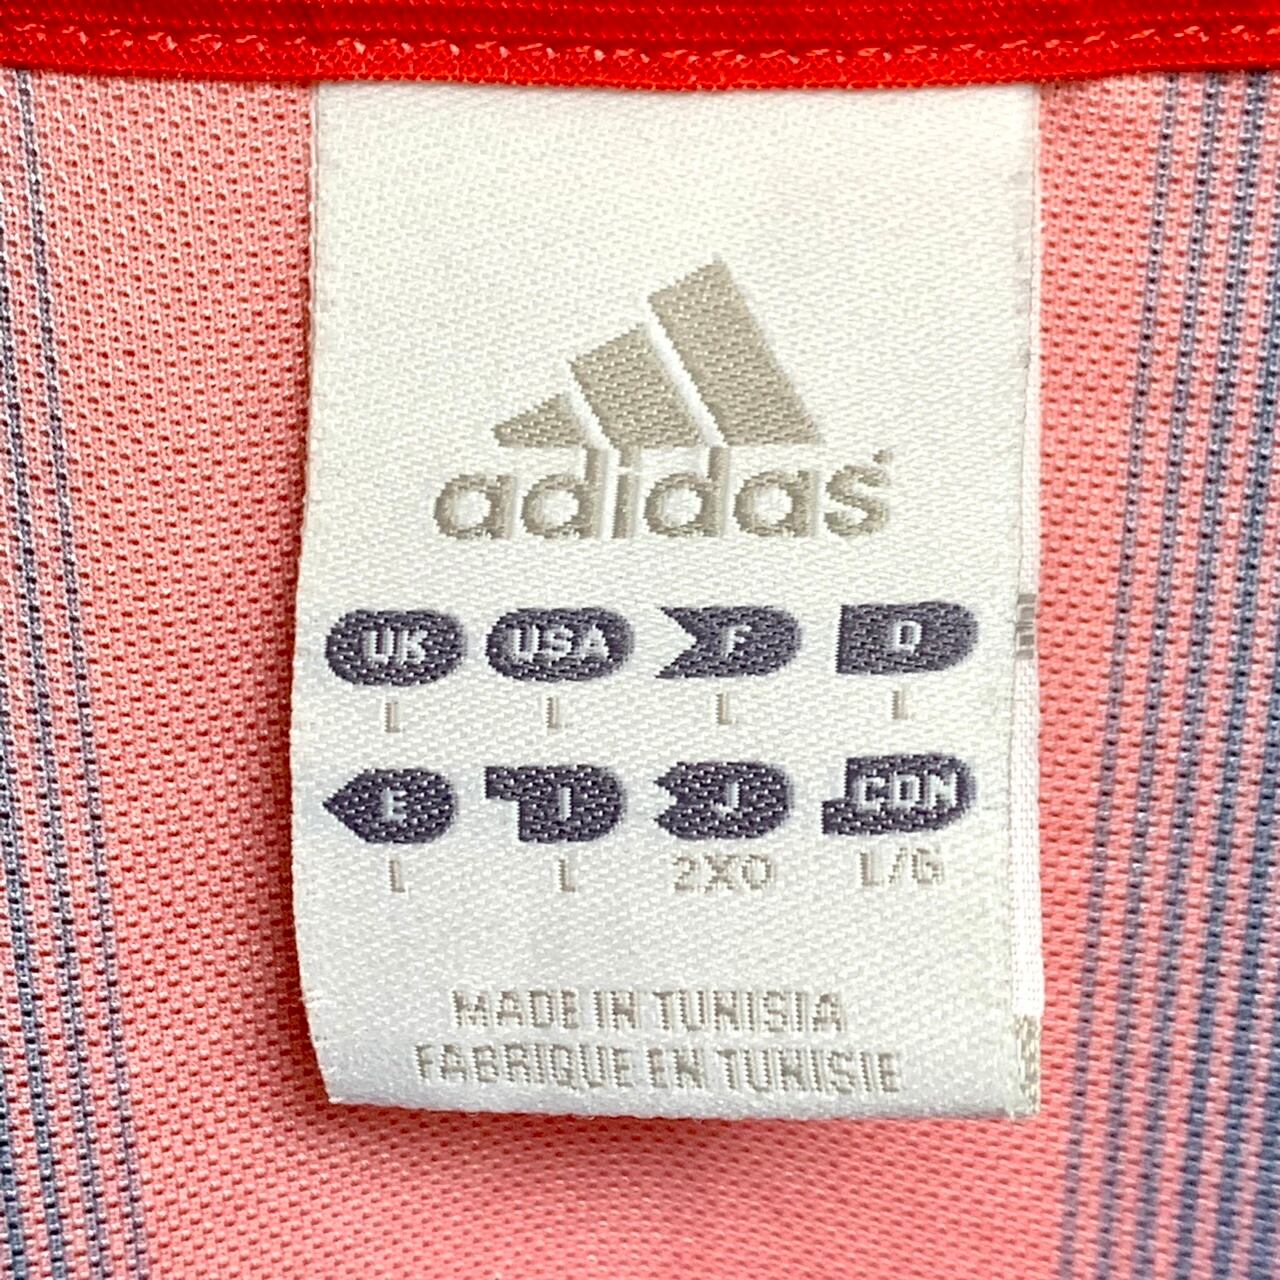 adidas
UK USA F D
L L L L
E I J CDN
L L 2XO L/G
MADE IN TUNISIA
FABRIQUE EN TUNISIE